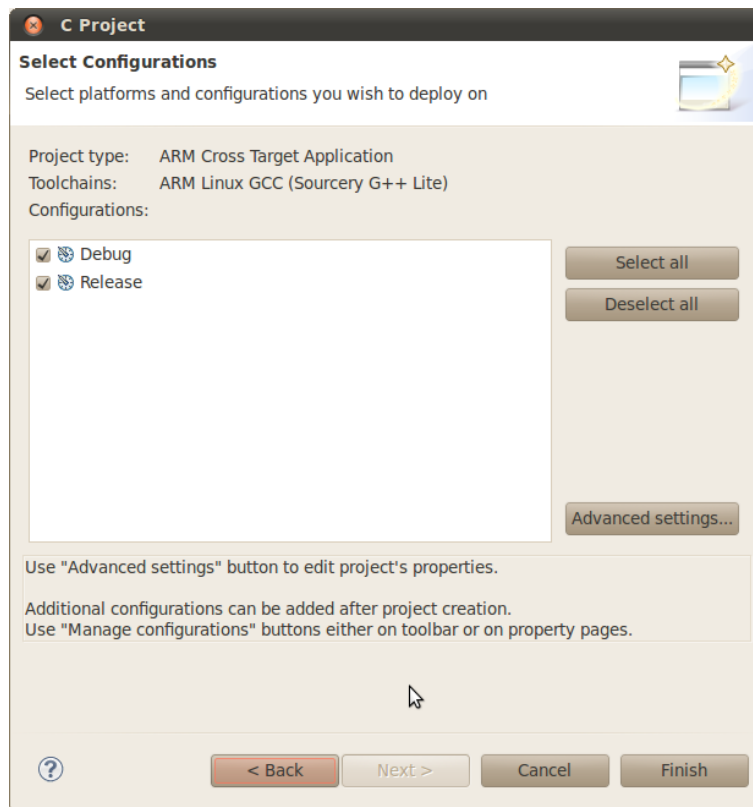 C Project
Select Configurations
Select platforms and configurations you wish to deploy on
Project type: ARM Cross Target Application
Toolchains: ARM Linux GCC (Sourcery G++ Lite)
Configurations:
Debug
Release
Select all
Deselect all
Advanced settings...
Use "Advanced settings" button to edit project's properties.
Additional configurations can be added after project creation.
Use "Manage configurations" buttons either on toolbar or on property pages.
? < Back Next > Cancel Finish